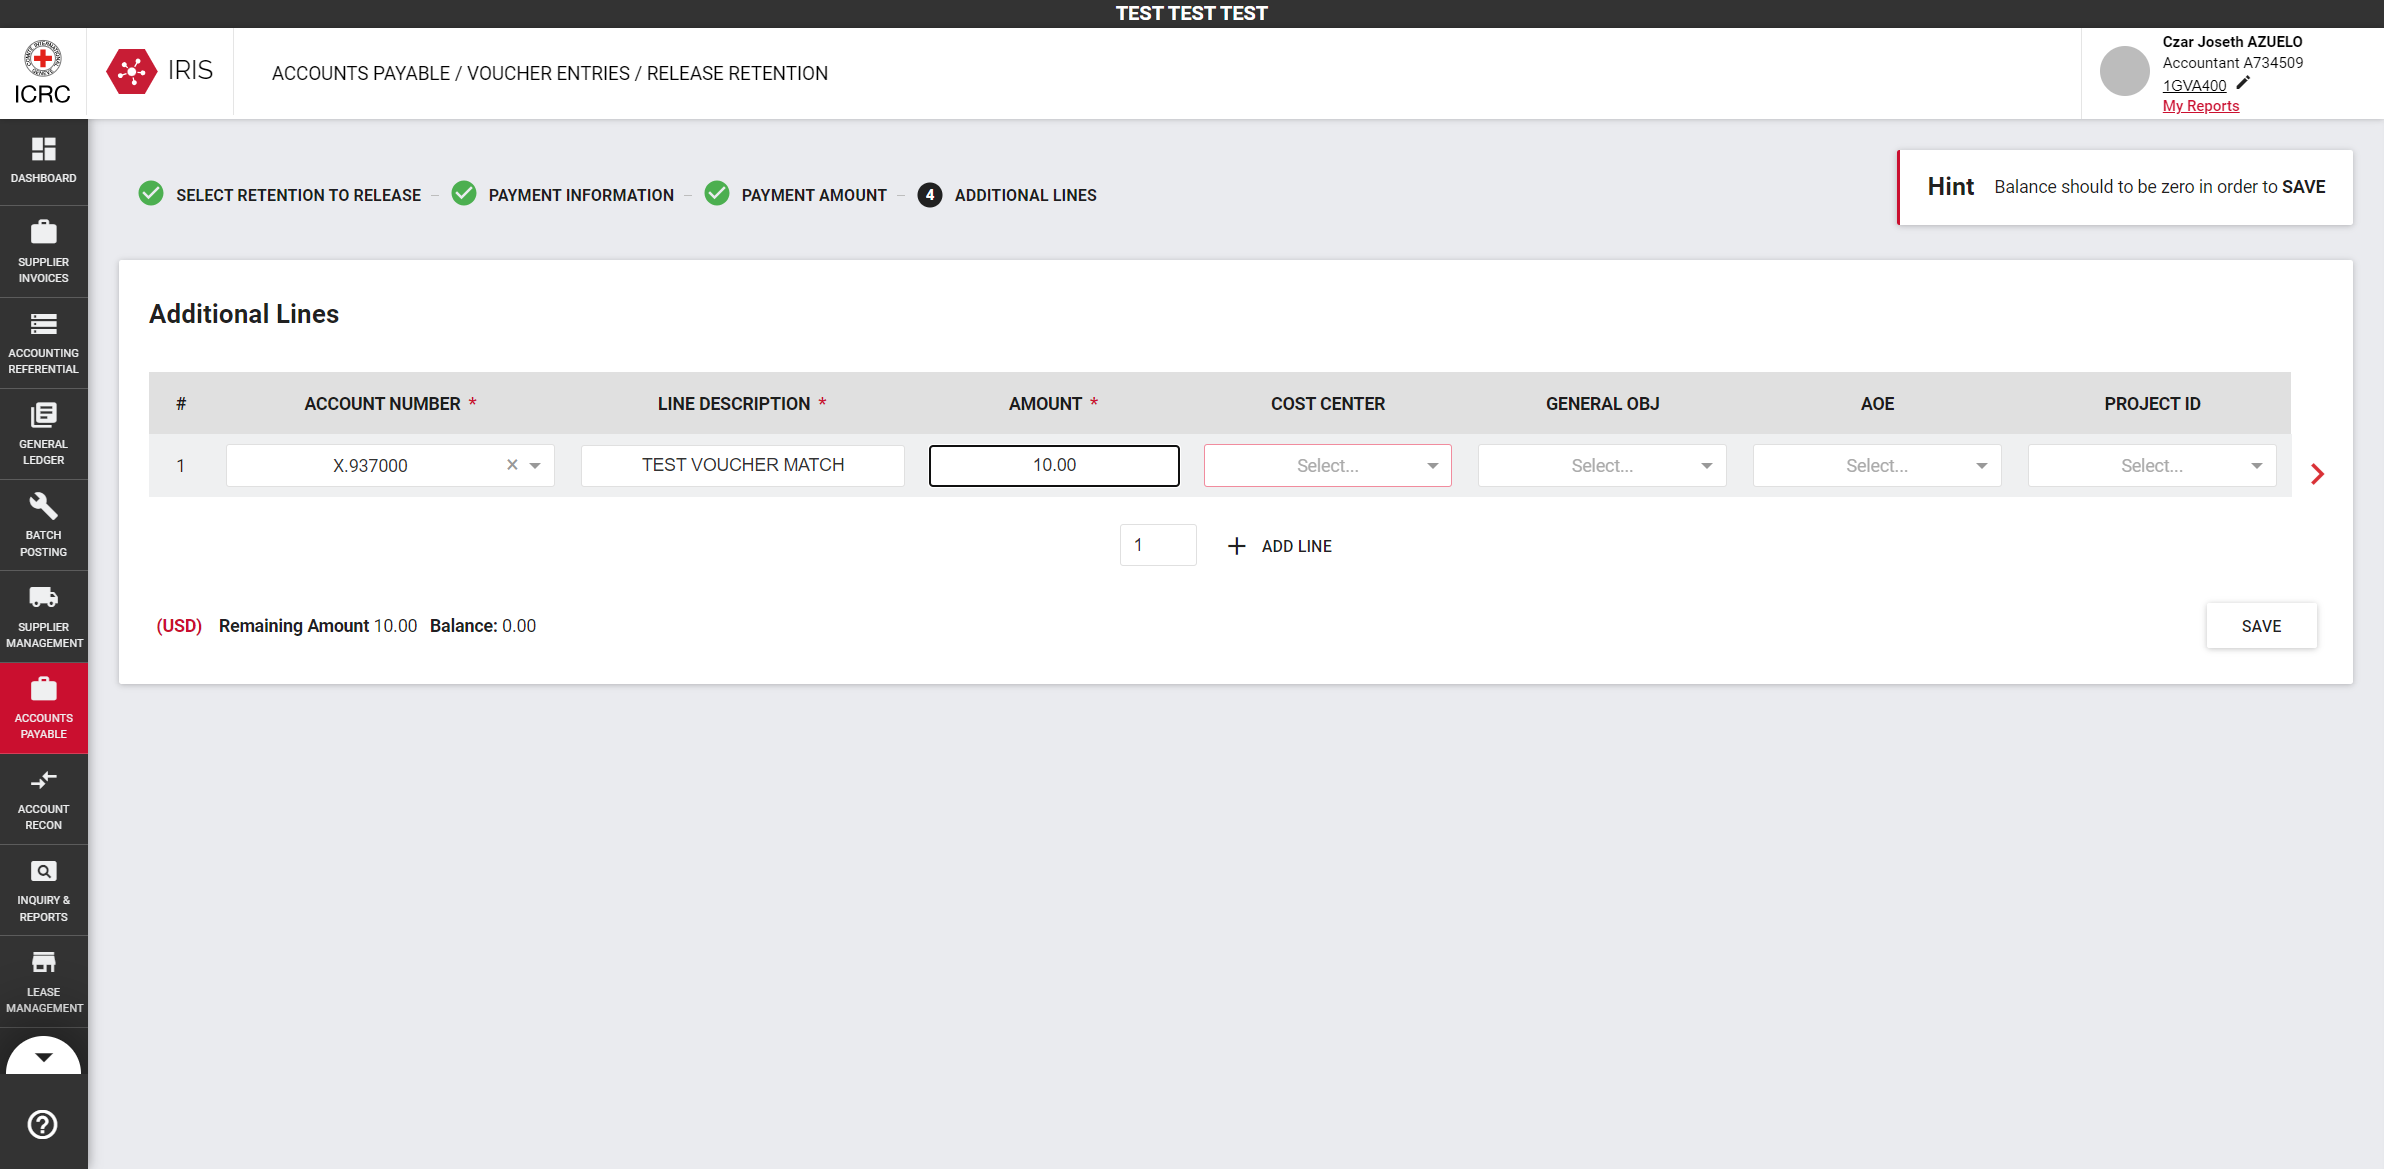 TEST TEST TEST
ICRC
IRIS
ACCOUNTS PAYABLE / VOUCHER ENTRIES / RELEASE RETENTION
Czar Joseth AZUELO
Accountant A734509
1GVA400
My Reports
DASHBOARD
SUPPLIER
INVOICES
ACCOUNTING
REFERENTIAL
GENERAL
LEDGER
BATCH
POSTING
SUPPLIER
MANAGEMENT
ACCOUNTS
PAYABLE
ACCOUNT
RECON
INQUIRY &
REPORTS
LEASE
MANAGEMENT
SELECT RETENTION TO RELEASE – PAYMENT INFORMATION – PAYMENT AMOUNT – 4 ADDITIONAL LINES
Hint Balance should to be zero in order to SAVE
Additional Lines
# ACCOUNT NUMBER * LINE DESCRIPTION * AMOUNT * COST CENTER GENERAL OBJ AOE PROJECT ID
1 X.937000 × TEST VOUCHER MATCH 10.00 Select... Select... Select... Select...
1 + ADD LINE
(USD) Remaining Amount 10.00 Balance: 0.00
SAVE